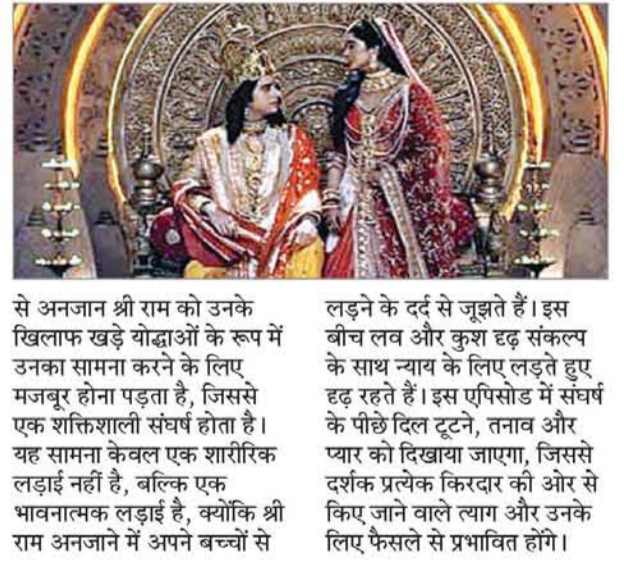 से अनजान श्री राम को उनके
खिलाफ खड़े योद्धाओं के रूप में
उनका सामना करने के लिए
मजबूर होना पड़ता है, जिससे
एक शक्तिशाली संघर्ष होता है।
यह सामना केवल एक शारीरिक
लड़ाई नहीं है, बल्कि एक
भावनात्मक लड़ाई है, क्योंकि श्री
राम अनजाने में अपने बच्चों से
लड़ने के दर्द से जूझते हैं। इस
बीच लव और कुश दृढ़ संकल्प
के साथ न्याय के लिए लड़ते हुए
दृढ़ रहते हैं। इस एपिसोड में संघर्ष
के पीछे दिल टूटने, तनाव और
प्यार को दिखाया जाएगा, जिससे
दर्शक प्रत्येक किरदार की ओर से
किए जाने वाले त्याग और उनके
लिए फैसले से प्रभावित होंगे।